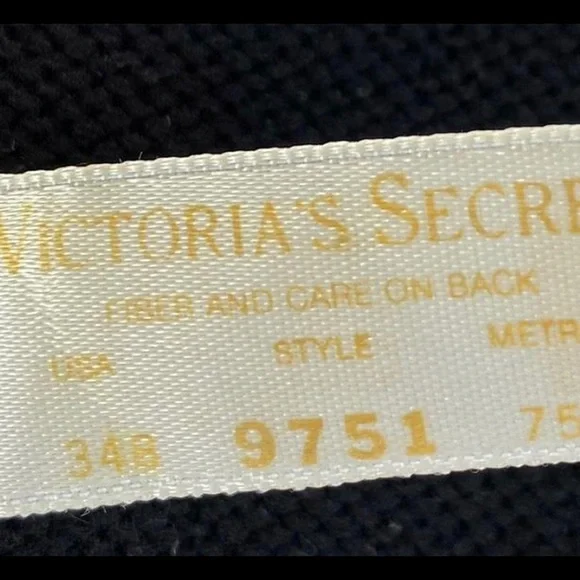 VICTORIA'S SECRE
FIBER AND CARE ON BACK
USA STYLE METR
34B 9751 75